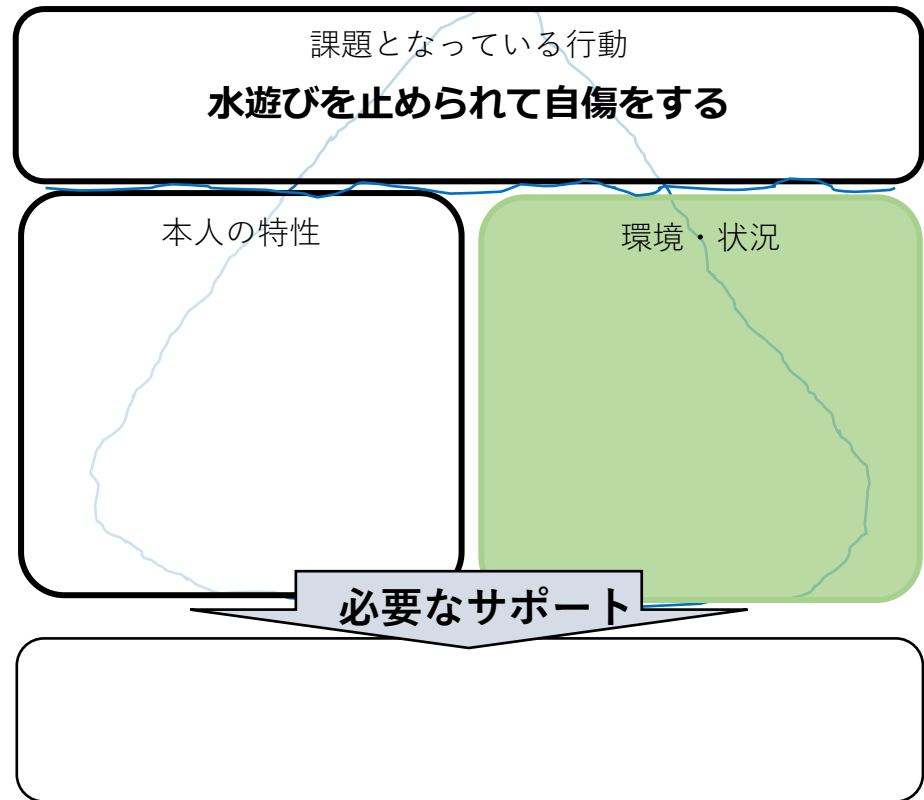 課題となっている行動
水遊びを止められて自傷をする
本人の特性
環境・状況
必要なサポート